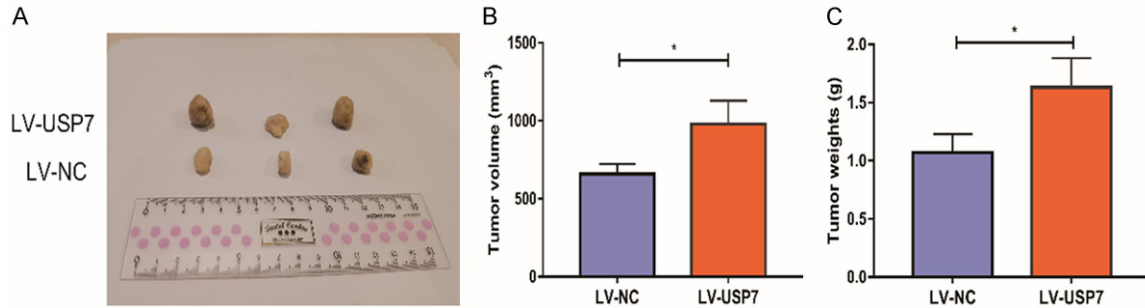 A
LV-USP7
LV-NC
B
Tumor volume (mm³)
1500
1000
500
0
*
LV-NC
LV-USP7
C
Tumor weights (g)
2.0
1.5
1.0
0.5
0.0
*
LV-NC
LV-USP7